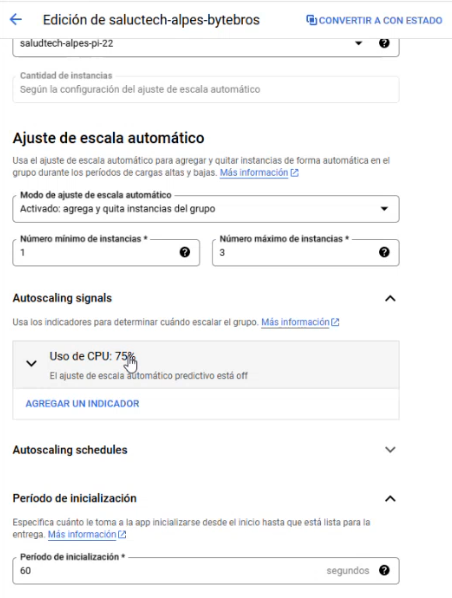 Edición de saluctech-alpes-bytebros
CONVERTIR A CON ESTADO
saludtech-alpes-pi-22
Cantidad de instancias
Según la configuración del ajuste de escala automático
Ajuste de escala automático
Usa el ajuste de escala automático para agregar y quitar instancias de forma automática en el
grupo durante los períodos de cargas altas y bajas. Más información
Modo de ajuste de escala automático
Activado: agrega y quita instancias del grupo
Número mínimo de instancias *
1
Número máximo de instancias *
3
Autoscaling signals
Usa los indicadores para determinar cuándo escalar el grupo. Más información
Uso de CPU: 75%
El ajuste de escala automático predictivo está off
AGREGAR UN INDICADOR
Autoscaling schedules
Período de inicialización
Especifica cuánto le toma a la app inicializarse desde el inicio hasta que está lista para la
entrega. Más información
Período de inicialización *
60
segundos